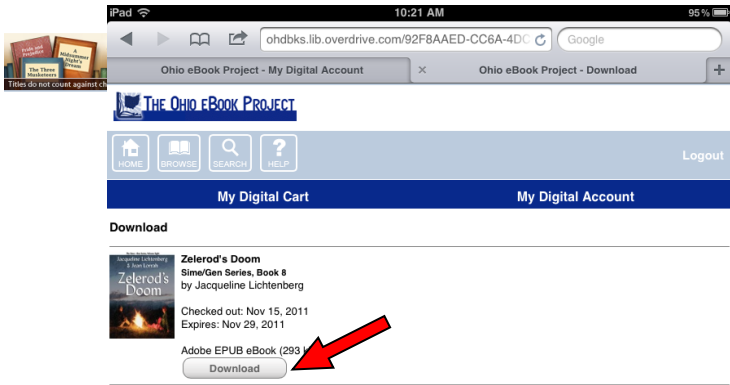 iPad 10:21 AM 95%
ohdbks.lib.overdrive.com/92F8AAED-CC6A-4DC Google
Ohio eBook Project - My Digital Account × Ohio eBook Project - Download +
Pride and Prejudice
A Midsummer Night's Dream
The Three Musketeers
Titles do not count against ch
THE OHIO EBOOK PROJECT
HOME BROWSE SEARCH ? HELP Logout
My Digital Cart My Digital Account
Download
Jacqueline Lichtenberg
& Jean Lorrah
Zelerod's
Doom
Zelerod's Doom
Sime/Gen Series, Book 8
by Jacqueline Lichtenberg
Checked out: Nov 15, 2011
Expires: Nov 29, 2011
Adobe EPUB eBook (293
Download